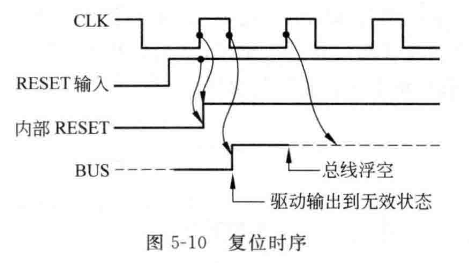 CLK
RESET 输入
内部 RESET
BUS
总线浮空
驱动输出到无效状态
图 5-10 复位时序